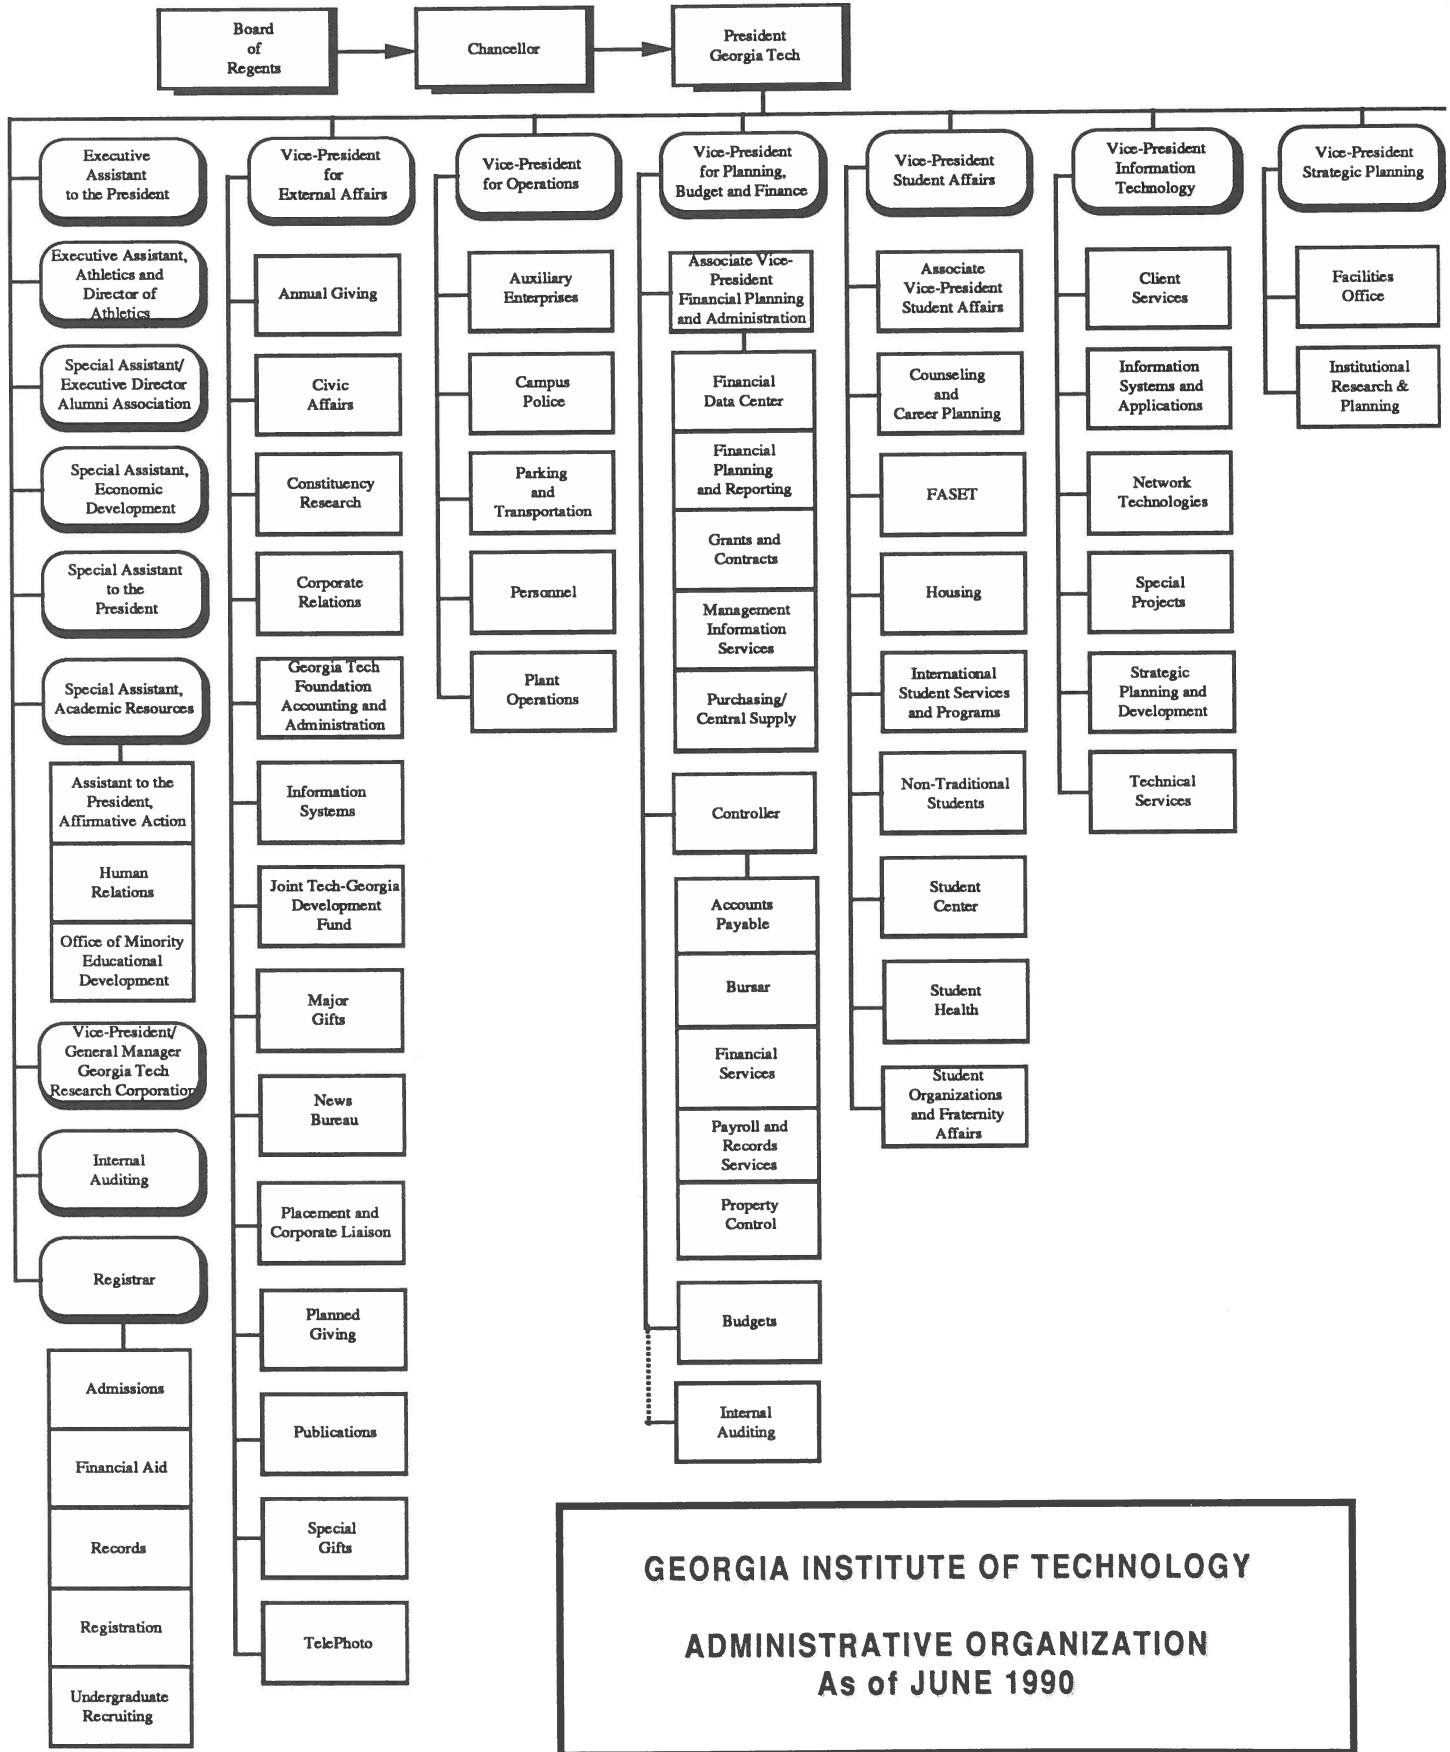 Board
of
Regents
Chancellor
President
Georgia Tech
Executive
Assistant
to the President
Executive Assistant,
Athletics and
Director of
Athletics
Special Assistant/
Executive Director
Alumni Association
Special Assistant,
Economic
Development
Special Assistant
to the
President
Special Assistant,
Academic Resources
Assistant to the
President,
Affirmative Action
Human
Relations
Office of Minority
Educational
Development
Vice-President/
General Manager
Georgia Tech
Research Corporation
Internal
Auditing
Registrar
Admissions
Financial Aid
Records
Registration
Undergraduate
Recruiting
Vice-President
for
External Affairs
Annual Giving
Civic
Affairs
Constituency
Research
Corporate
Relations
Georgia Tech
Foundation
Accounting and
Administration
Information
Systems
Joint Tech-Georgia
Development
Fund
Major
Gifts
News
Bureau
Placement and
Corporate Liaison
Planned
Giving
Publications
Special
Gifts
TelePhoto
Vice-President
for Operations
Auxiliary
Enterprises
Campus
Police
Parking
and
Transportation
Personnel
Plant
Operations
Vice-President
for Planning,
Budget and Finance
Associate Vice-
President
Financial Planning
and Administration
Financial
Data Center
Financial
Planning
and Reporting
Grants and
Contracts
Management
Information
Services
Purchasing/
Central Supply
Controller
Accounts
Payable
Bursar
Financial
Services
Payroll and
Records
Services
Property
Control
Budgets
Internal
Auditing
Vice-President
Student Affairs
Associate
Vice-President
Student Affairs
Counseling
and
Career Planning
FASET
Housing
International
Student Services
and Programs
Non-Traditional
Students
Student
Center
Student
Health
Student
Organizations
and Fraternity
Affairs
Vice-President
Information
Technology
Client
Services
Information
Systems and
Applications
Network
Technologies
Special
Projects
Strategic
Planning and
Development
Technical
Services
Vice-President
Strategic Planning
Facilities
Office
Institutional
Research &
Planning
GEORGIA INSTITUTE OF TECHNOLOGY
ADMINISTRATIVE ORGANIZATION
As of JUNE 1990